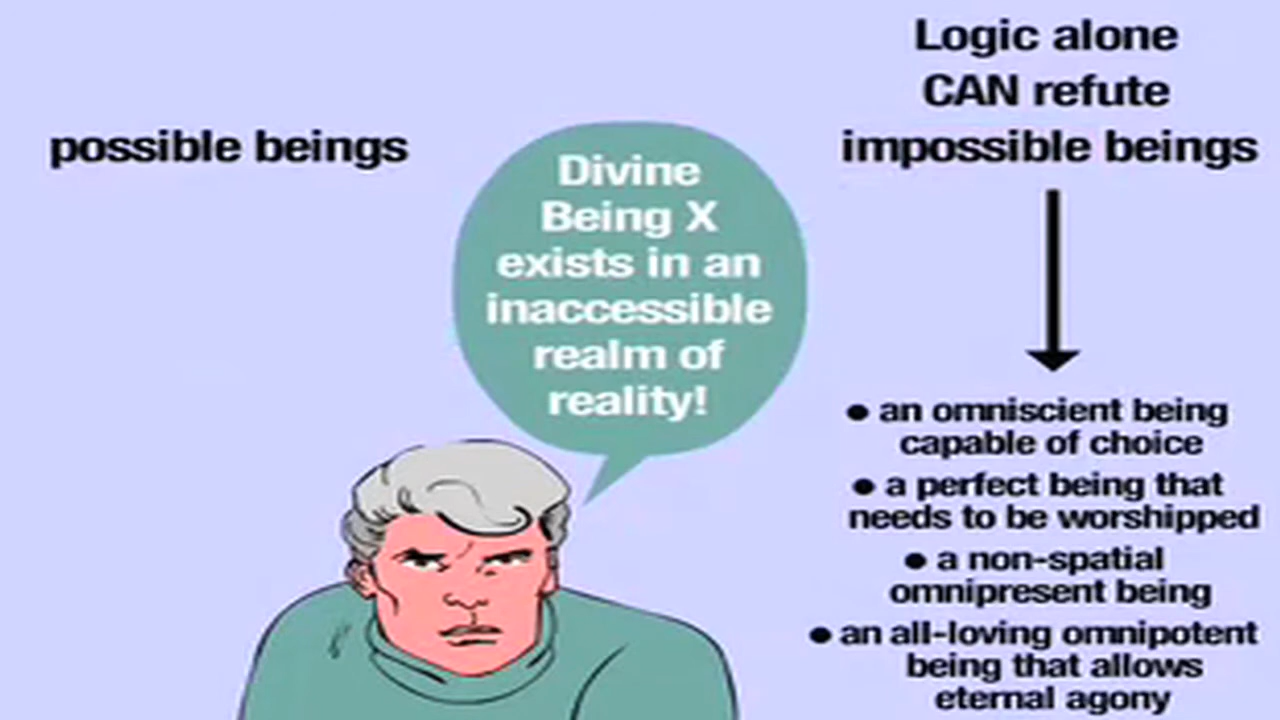 possible beings
Divine
Being X
exists in an
inaccessible
realm of
reality!
Logic alone
CAN refute
impossible beings
● an omniscient being
capable of choice
● a perfect being that
needs to be worshipped
● a non-spatial
omnipresent being
● an all-loving omnipotent
being that allows
eternal agony